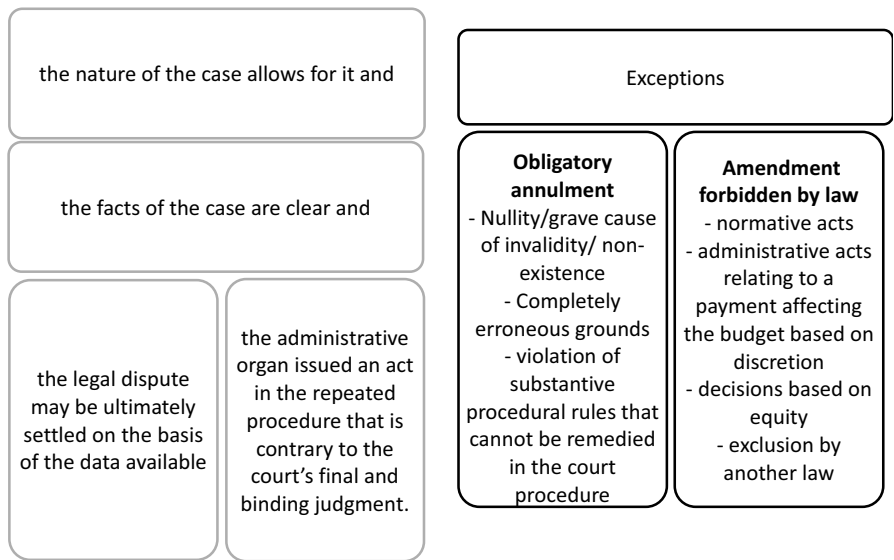 the nature of the case allows for it and
the facts of the case are clear and
the legal dispute
may be ultimately
settled on the basis
of the data available
the administrative
organ issued an act
in the repeated
procedure that is
contrary to the
court's final and
binding judgment.
Exceptions
Obligatory
annulment
- Nullity/grave cause
of invalidity/ non-
existence
- Completely
erroneous grounds
- violation of
substantive
procedural rules that
cannot be remedied
in the court
procedure
Amendment
forbidden by law
- normative acts
- administrative acts
relating to a
payment affecting
the budget based on
discretion
- decisions based on
equity
- exclusion by
another law